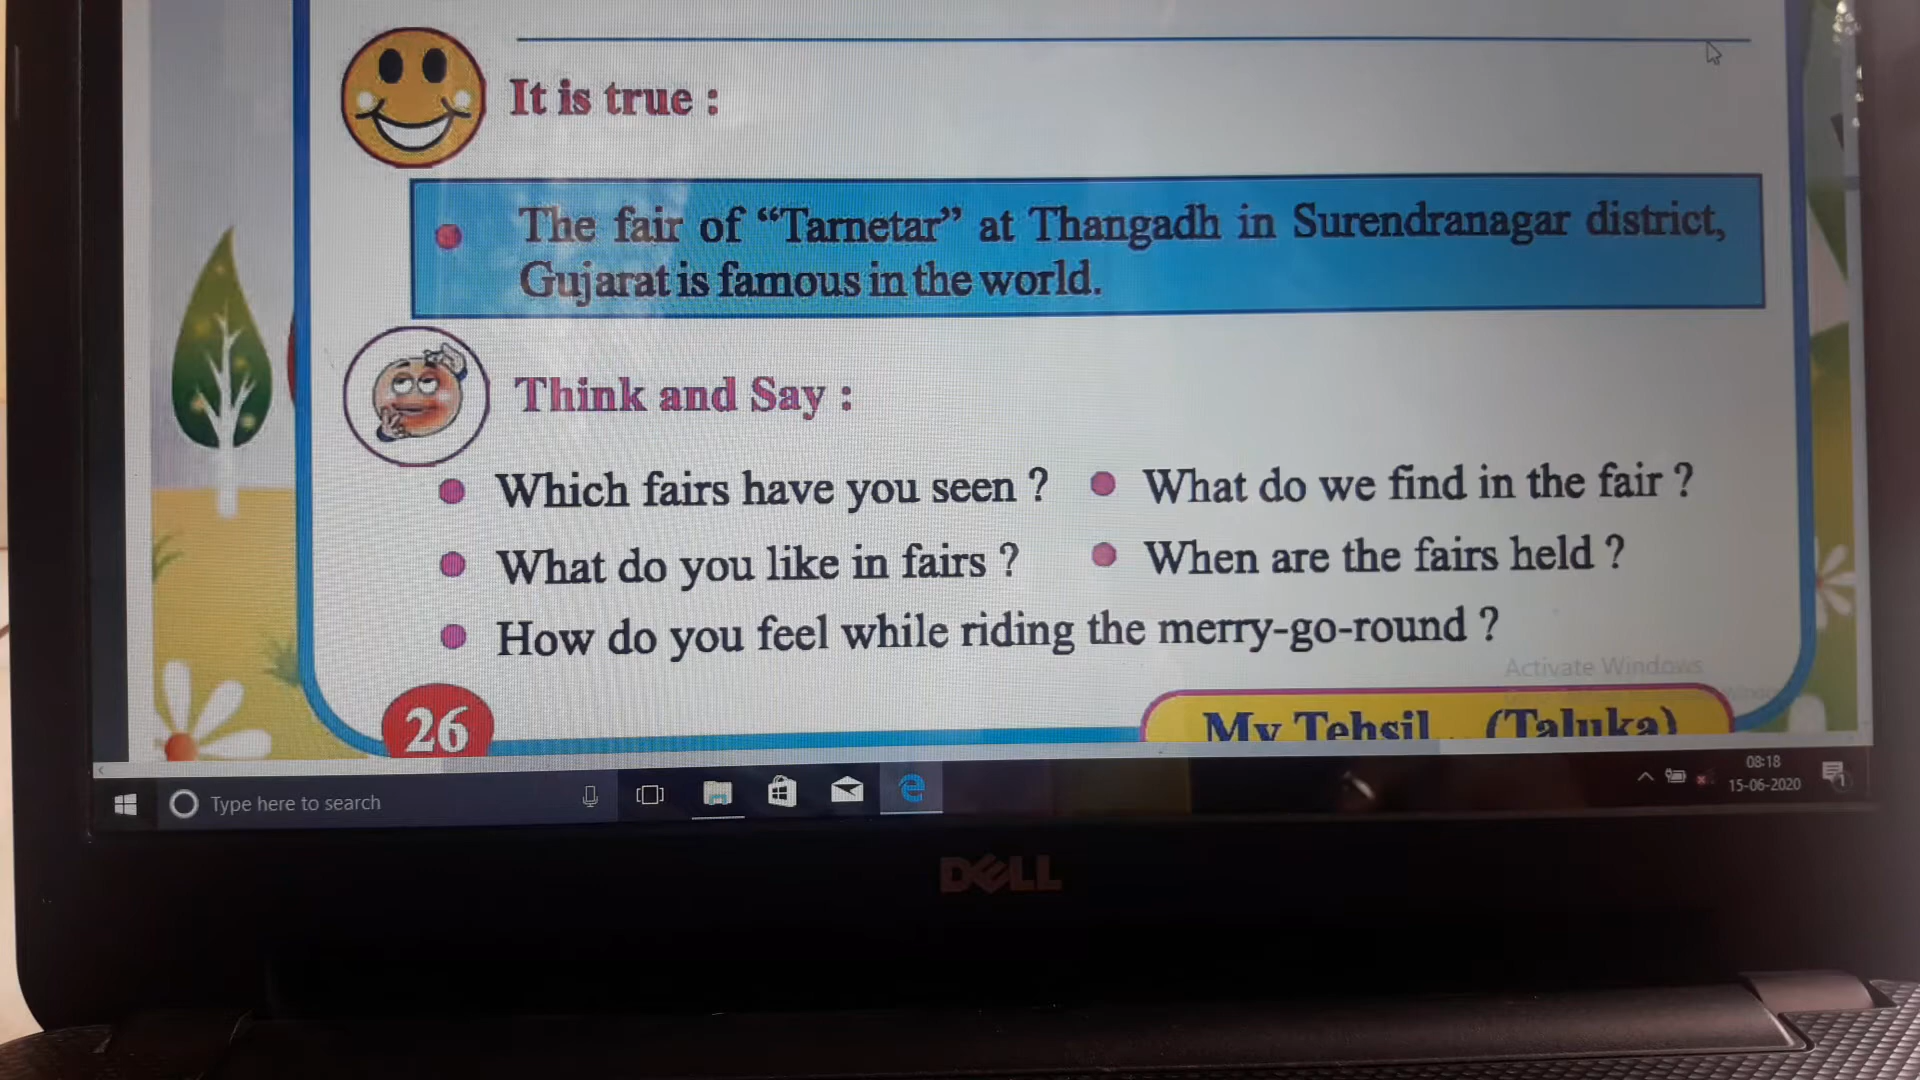 It is true :
The fair of “Tarnetar” at Thangadh in Surendranagar district,
Gujarat is famous in the world.
Think and Say :
Which fairs have you seen ?
What do we find in the fair ?
What do you like in fairs ?
When are the fairs held ?
How do you feel while riding the merry-go-round ?
Activate Windows
26
My Tehsil... (Taluka)
Type here to search
08:18
15-06-2020
1
DELL